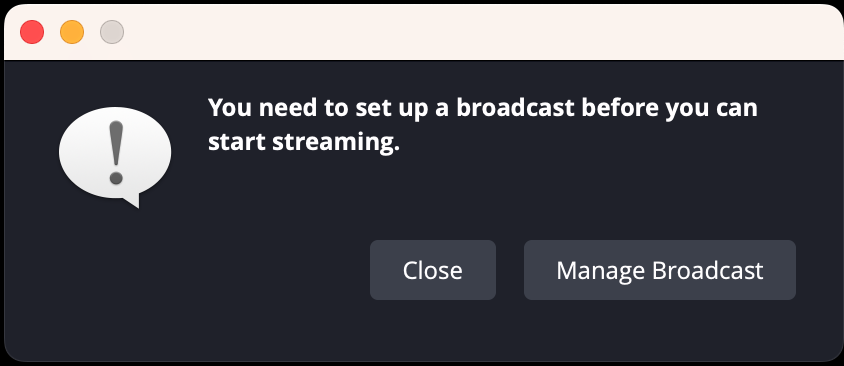 You need to set up a broadcast before you can
start streaming.
Close
Manage Broadcast